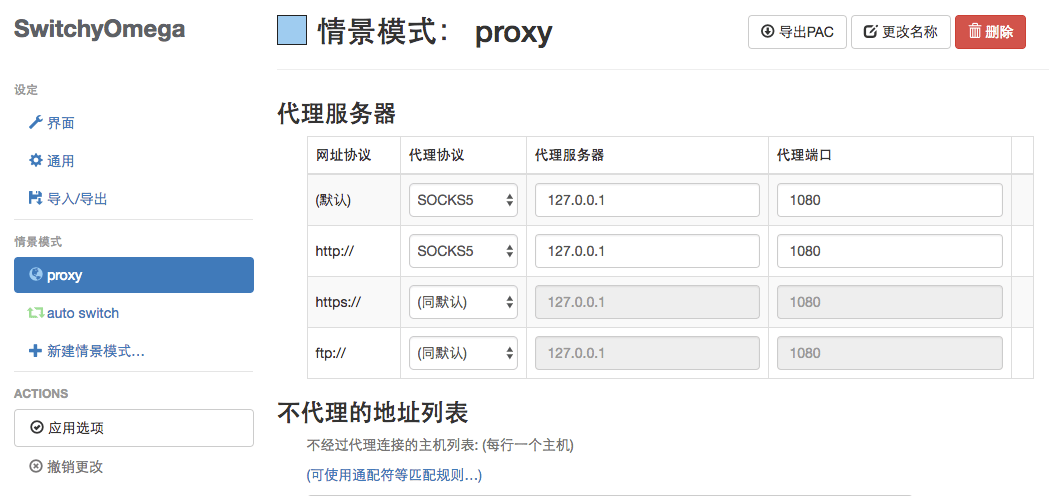 SwitchyOmega
设定
界面
通用
导入/导出
情景模式
proxy
auto switch
新建情景模式…
ACTIONS
应用选项
撤销更改
情景模式： proxy
导出PAC
更改名称
删除
代理服务器
网址协议 代理协议 代理服务器 代理端口
(默认) SOCKS5 127.0.0.1 1080
http:// SOCKS5 127.0.0.1 1080
https:// (同默认) 127.0.0.1 1080
ftp:// (同默认) 127.0.0.1 1080
不代理的地址列表
不经过代理连接的主机列表: (每行一个主机)
(可使用通配符等匹配规则…)